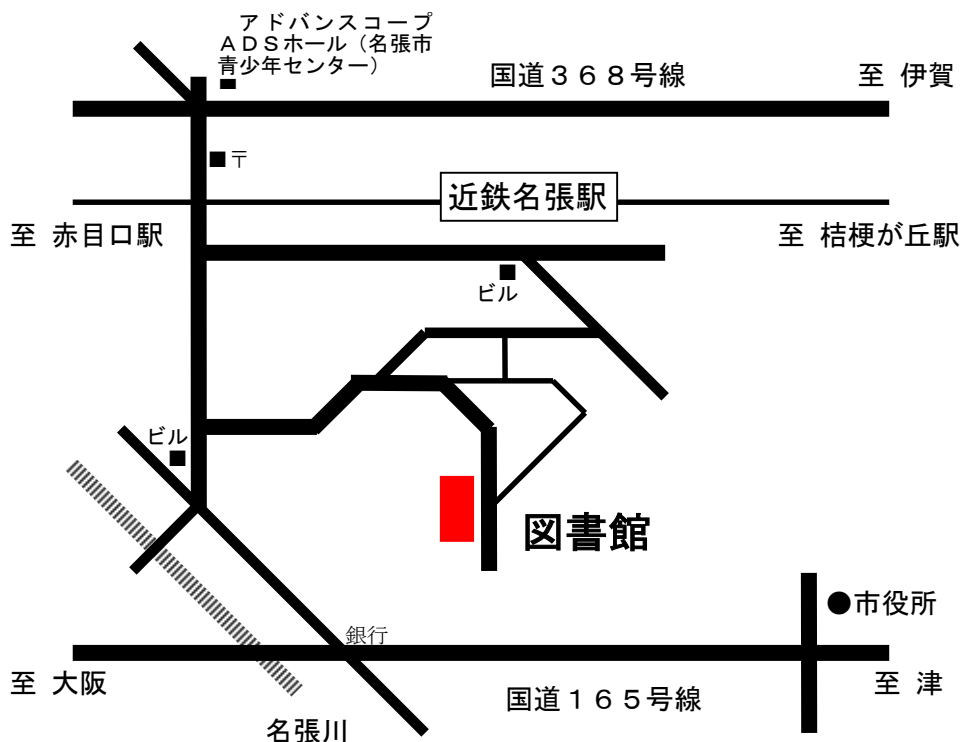 アドバンスコープ
ＡＤＳホール（名張市
青少年センター）
国道３６８号線
至 伊賀
〒
近鉄名張駅
至 赤目口駅
至 桔梗が丘駅
ビル
ビル
図書館
●市役所
銀行
至 大阪
国道１６５号線
至 津
名張川